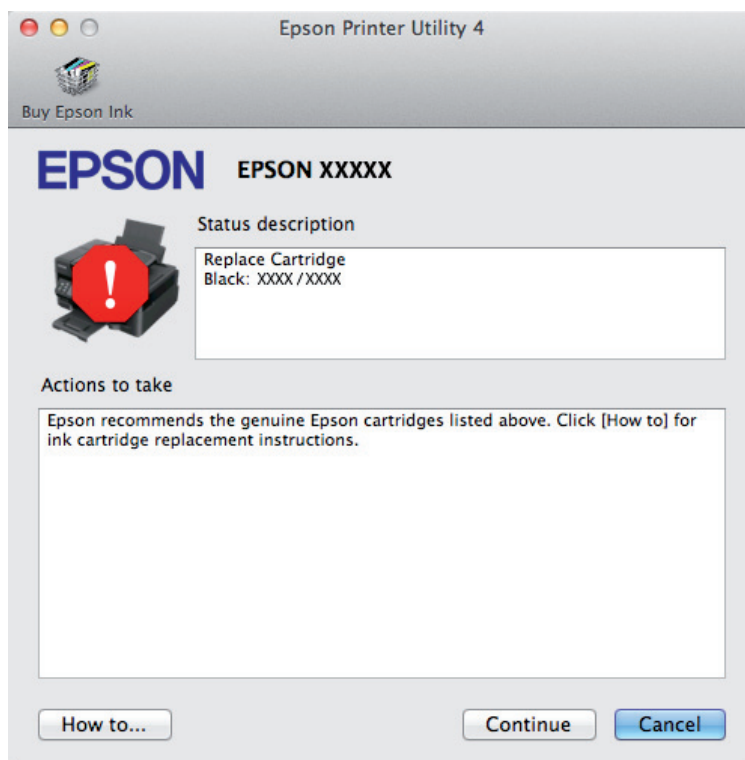 Epson Printer Utility 4
Buy Epson Ink
EPSON EPSON XXXXX
Status description
Replace Cartridge
Black: XXXX / XXXX
!
Actions to take
Epson recommends the genuine Epson cartridges listed above. Click [How to] for
ink cartridge replacement instructions.
How to... Continue Cancel